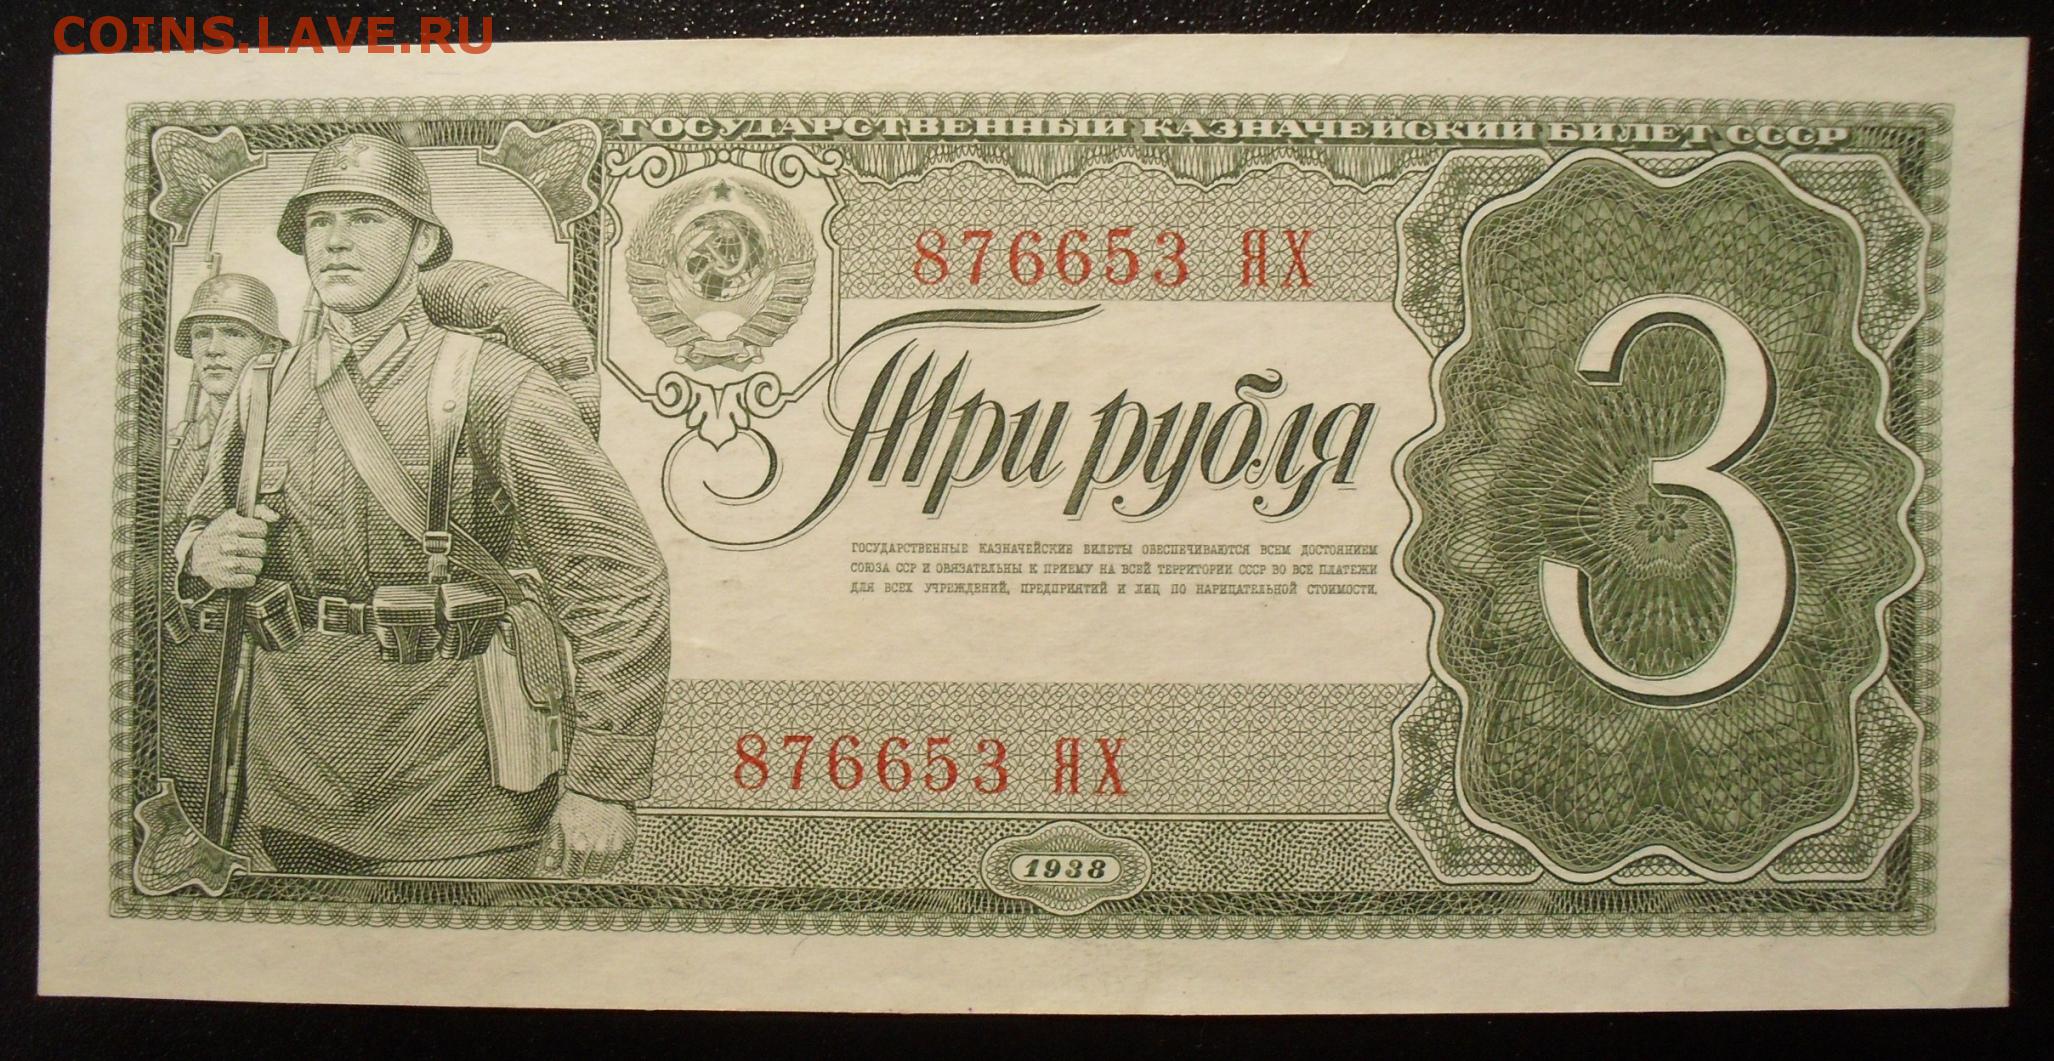 COINS.LAVE.RU
ГОСУДАРСТВЕННЫЙ КАЗНАЧЕЙСКИЙ БИЛЕТ СССР
876653 ЯХ
Три рубля
3
ГОСУДАРСТВЕННЫЕ КАЗНАЧЕЙСКИЕ БИЛЕТЫ ОБЕСПЕЧИВАЮТСЯ ВСЕМ ДОСТОЯНИЕМ
СОЮЗА ССР И ОБЯЗАТЕЛЬНЫ К ПРИЕМУ НА ВСЕЙ ТЕРРИТОРИИ СССР ВО ВСЕ ПЛАТЕЖИ
ДЛЯ ВСЕХ УЧРЕЖДЕНИЙ, ПРЕДПРИЯТИЙ И ЛИЦ ПО НАРИЦАТЕЛЬНОЙ СТОИМОСТИ.
876653 ЯХ
1938